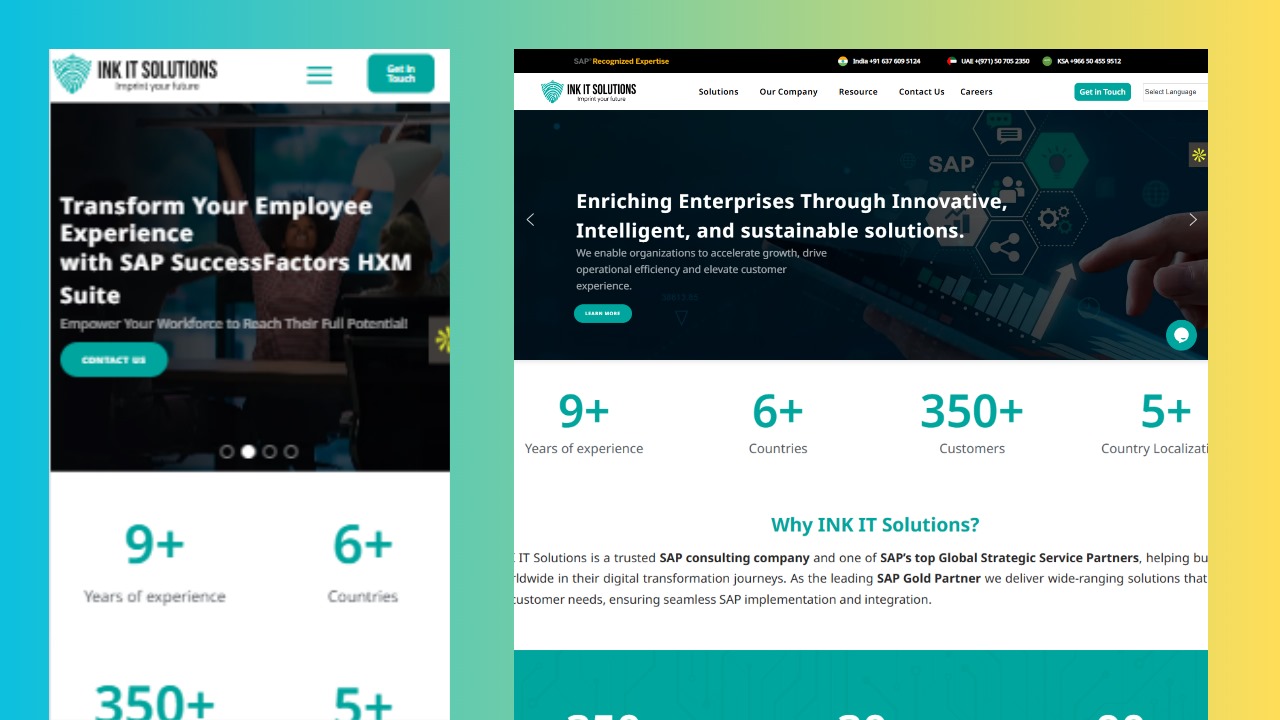 INK IT SOLUTIONS
Imprint your future
Get in
Touch
Transform Your Employee
Experience
with SAP SuccessFactors HXM
Suite
Empower Your Workforce to Reach Their Full Potential!
CONTACT US
9+
6+
Years of experience
Countries
350+
5+
SAP® Recognized Expertise
India +91 637 609 5124
UAE +(971) 50 705 2350
KSA +966 50 455 9512
INK IT SOLUTIONS
Imprint your future
Solutions
Our Company
Resource
Contact Us
Careers
Get in Touch
Select Language
SAP
Enriching Enterprises Through Innovative,
Intelligent, and sustainable solutions.
We enable organizations to accelerate growth, drive
operational efficiency and elevate customer
experience.
LEARN MORE
9+
6+
350+
5+
Years of experience
Countries
Customers
Country Localizati
Why INK IT Solutions?
IT Solutions is a trusted SAP consulting company and one of SAP's top Global Strategic Service Partners, helping bu
rldwide in their digital transformation journeys. As the leading SAP Gold Partner we deliver wide-ranging solutions that
customer needs, ensuring seamless SAP implementation and integration.